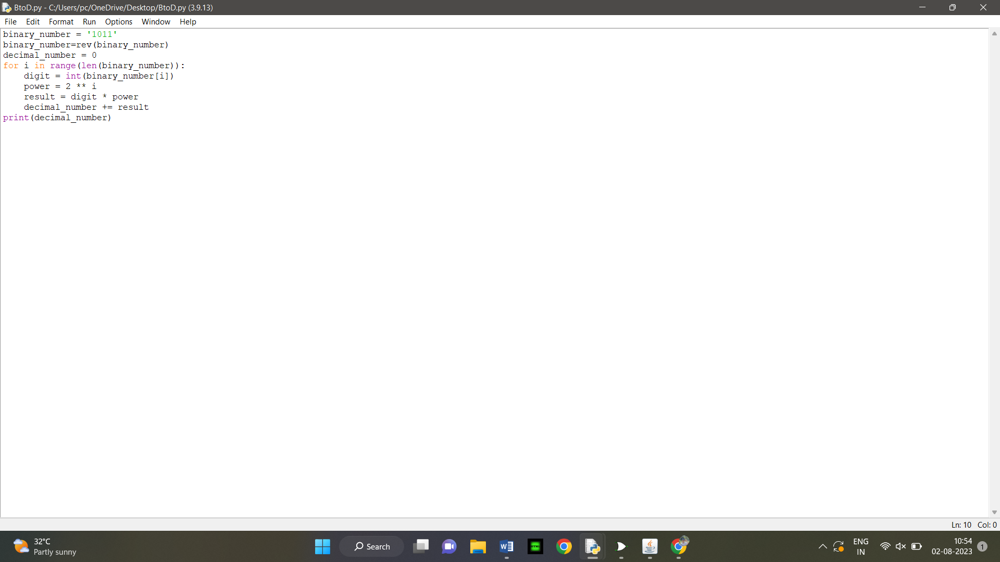 BtoD.py - C:/Users/pc/OneDrive/Desktop/BtoD.py (3.9.13)
File Edit Format Run Options Window Help
binary_number = '1011'
binary_number=rev(binary_number)
decimal_number = 0
for i in range(len(binary_number)):
    digit = int(binary_number[i])
    power = 2 ** i
    result = digit * power
    decimal_number += result
print(decimal_number)
Ln: 10 Col: 0
32°C
Partly sunny
Search
W
HTML
ENG
IN
10:54
02-08-2023
1